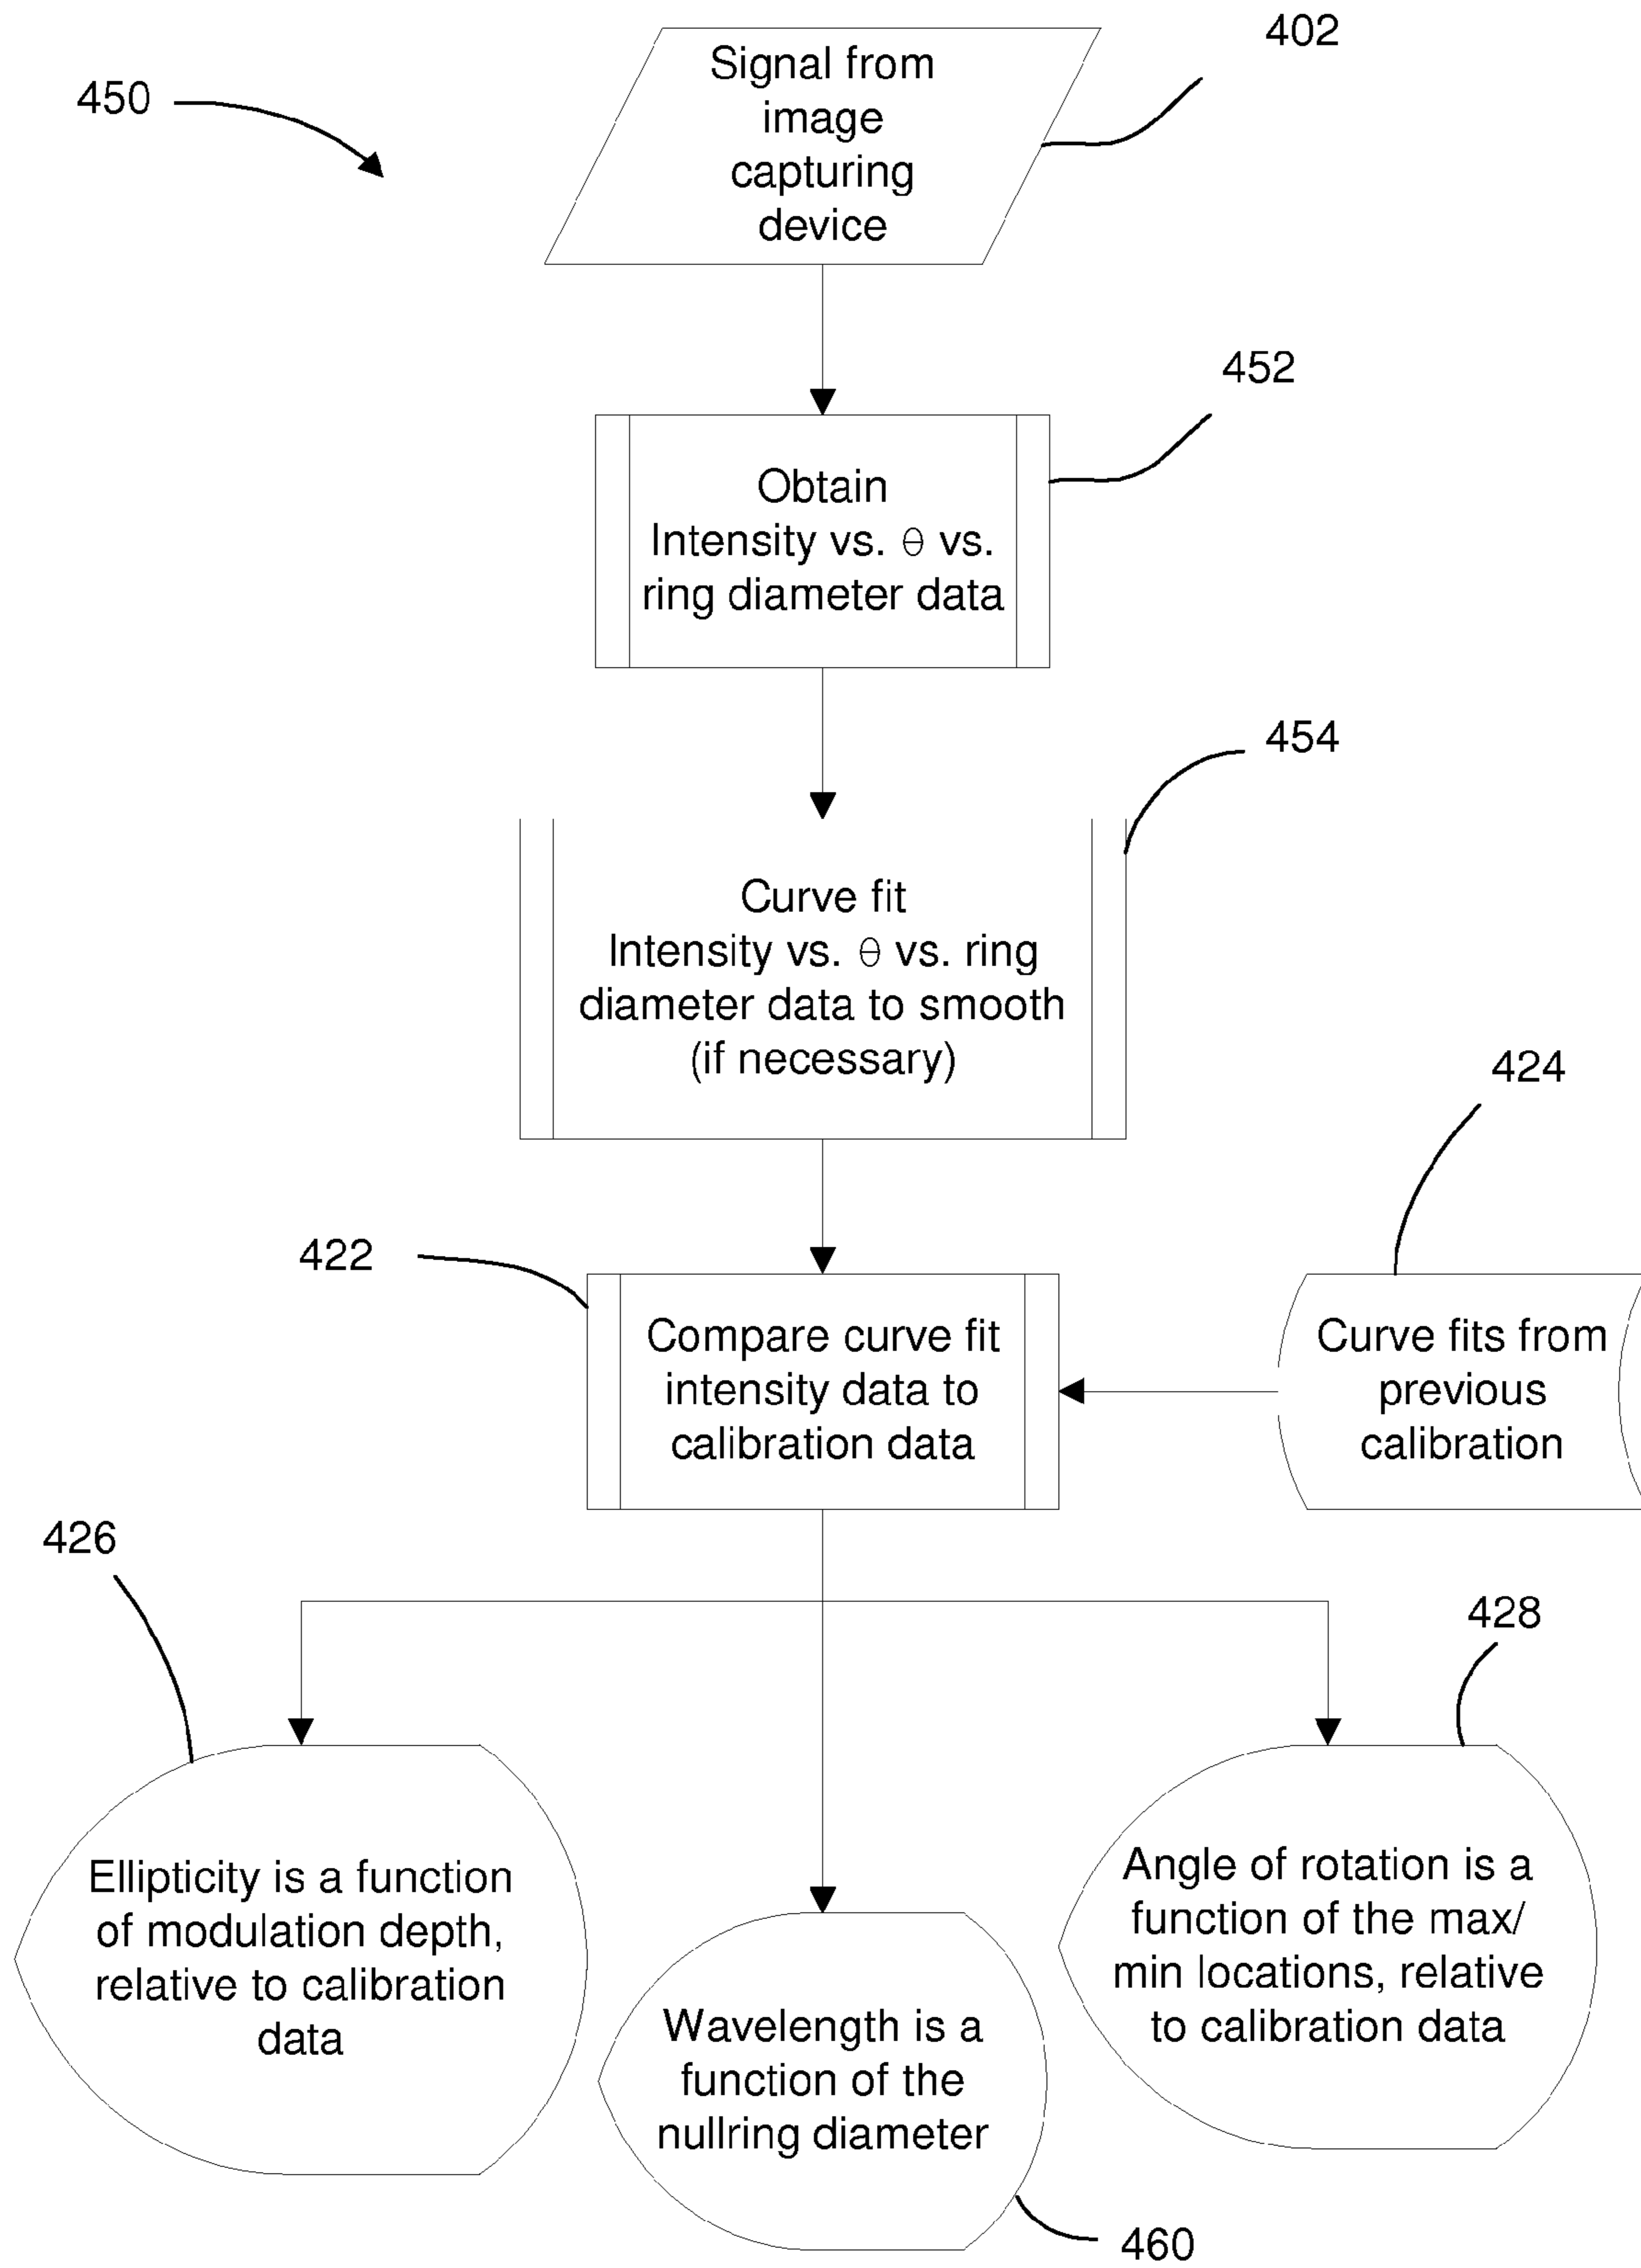 402
Signal from
image
capturing
device
450
452
Obtain
Intensity vs. θ vs.
ring diameter data
454
Curve fit
Intensity vs. θ vs. ring
diameter data to smooth
(if necessary)
424
422
Compare curve fit
intensity data to
calibration data
Curve fits from
previous
calibration
426
428
Ellipticity is a function
of modulation depth,
relative to calibration
data
Wavelength is a
function of the
nullring diameter
Angle of rotation is a
function of the max/
min locations, relative
to calibration data
460